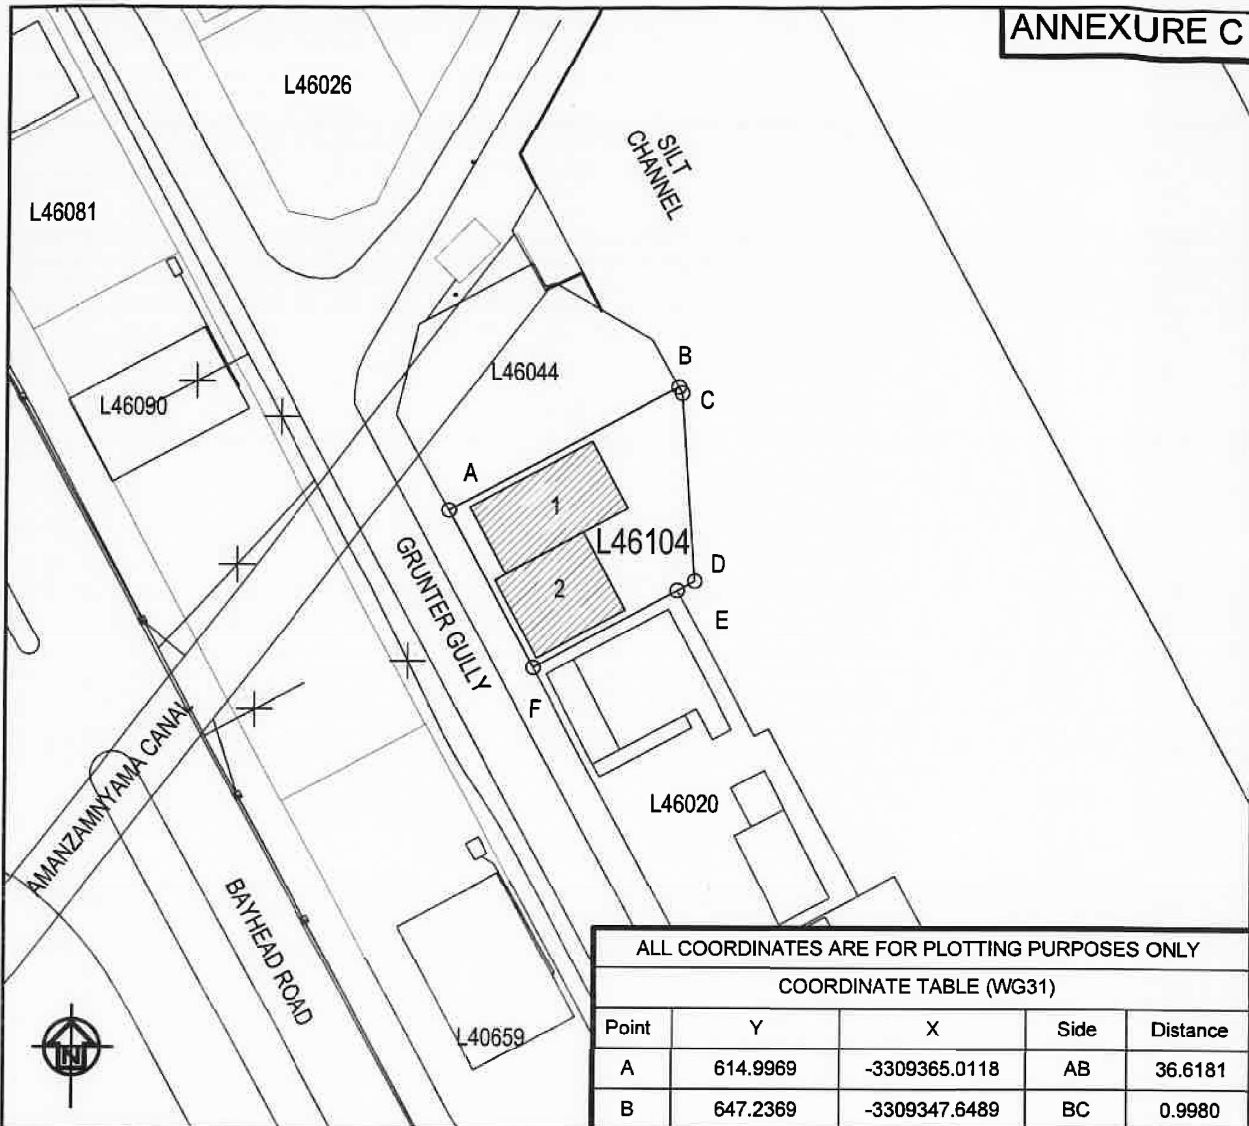 ANNEXURE C
L46026
SILT
CHANNEL
L46081
L46044
B
C
L46090
A
1
L46104
GRUNTER GULLY
2
D
E
F
AMANZAMNYAMA CANAL
L46020
BAYHEAD ROAD
L40659
N
ALL COORDINATES ARE FOR PLOTTING PURPOSES ONLY
COORDINATE TABLE (WG31)
Point Y X Side Distance
A 614.9969 -3309365.0118 AB 36.6181
B 647.2369 -3309347.6489 BC 0.9980